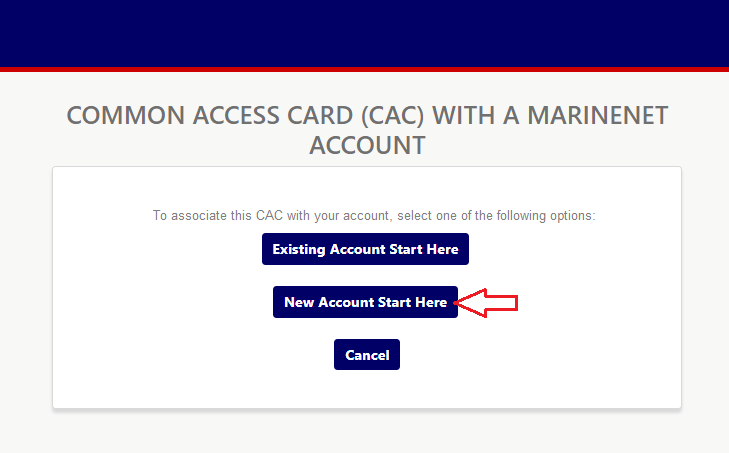 COMMON ACCESS CARD (CAC) WITH A MARINENET
ACCOUNT
To associate this CAC with your account, select one of the following options:
Existing Account Start Here
New Account Start Here
Cancel